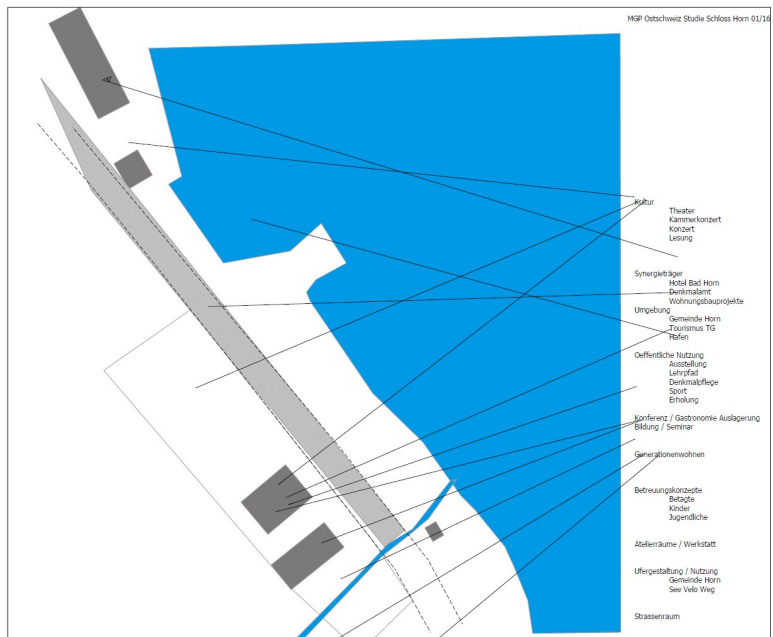 MGP Ostschweiz Studie Schloss Horn 01/16
Kultur
Theater
Kammerkonzert
Konzert
Lesung
Synergieträger
Hotel Bad Horn
Denkmalamt
Wohnungsbauprojekte
Umgebung
Gemeinde Horn
Tourismus TG
Hafen
Oeffentliche Nutzung
Ausstellung
Lehrpfad
Denkmalpflege
Sport
Erholung
Konferenz / Gastronomie Auslagerung
Bildung / Seminar
Generationenwohnen
Betreuungskonzepte
Betagte
Kinder
Jugendliche
Atelierräume / Werkstatt
Ufergestaltung / Nutzung
Gemeinde Horn
See Velo Weg
Strassenraum